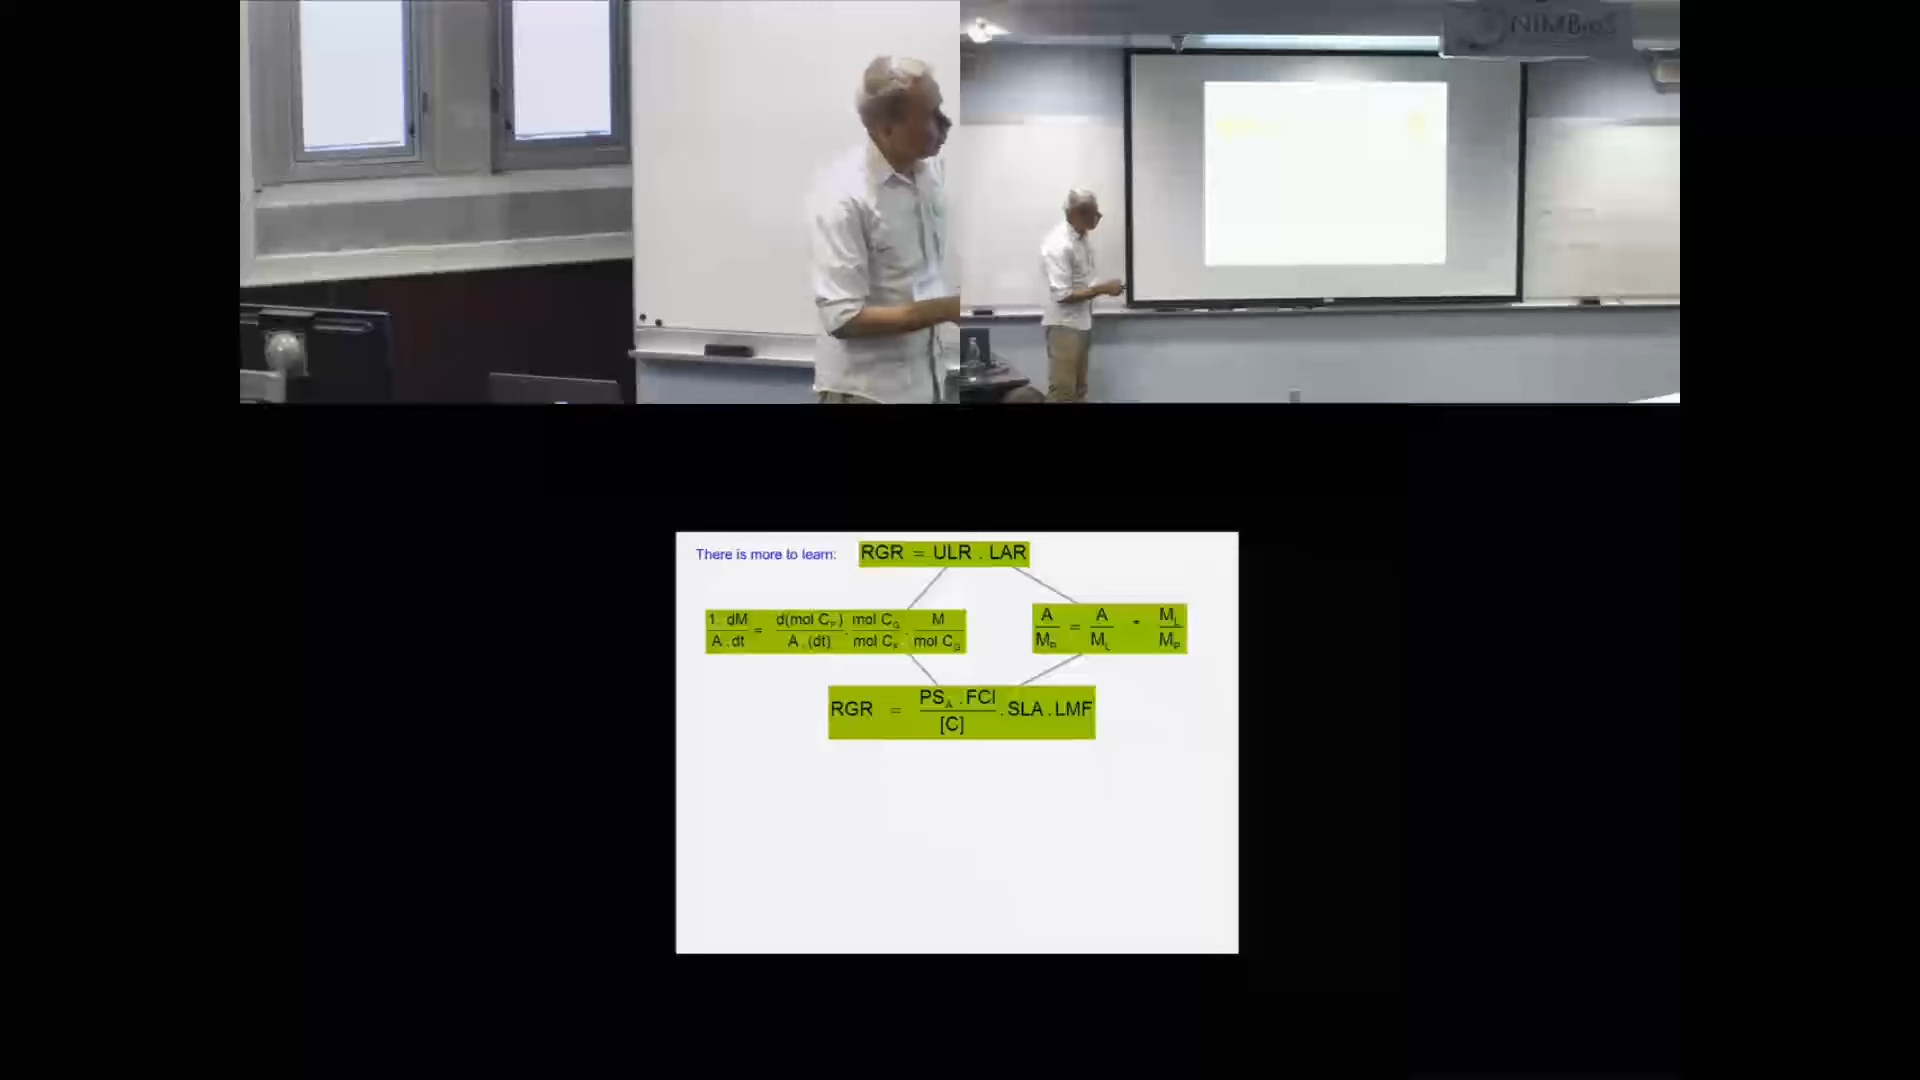 NIMBioS
There is more to learn: RGR = ULR . LAR
1. dM / A . dt = d(mol C_F) / A . (dt) . mol C_G / mol C_F . M / mol C_G
A / M_P = A / M_L * M_L / M_P
RGR = PS_A . FCI / [C] . SLA . LMF